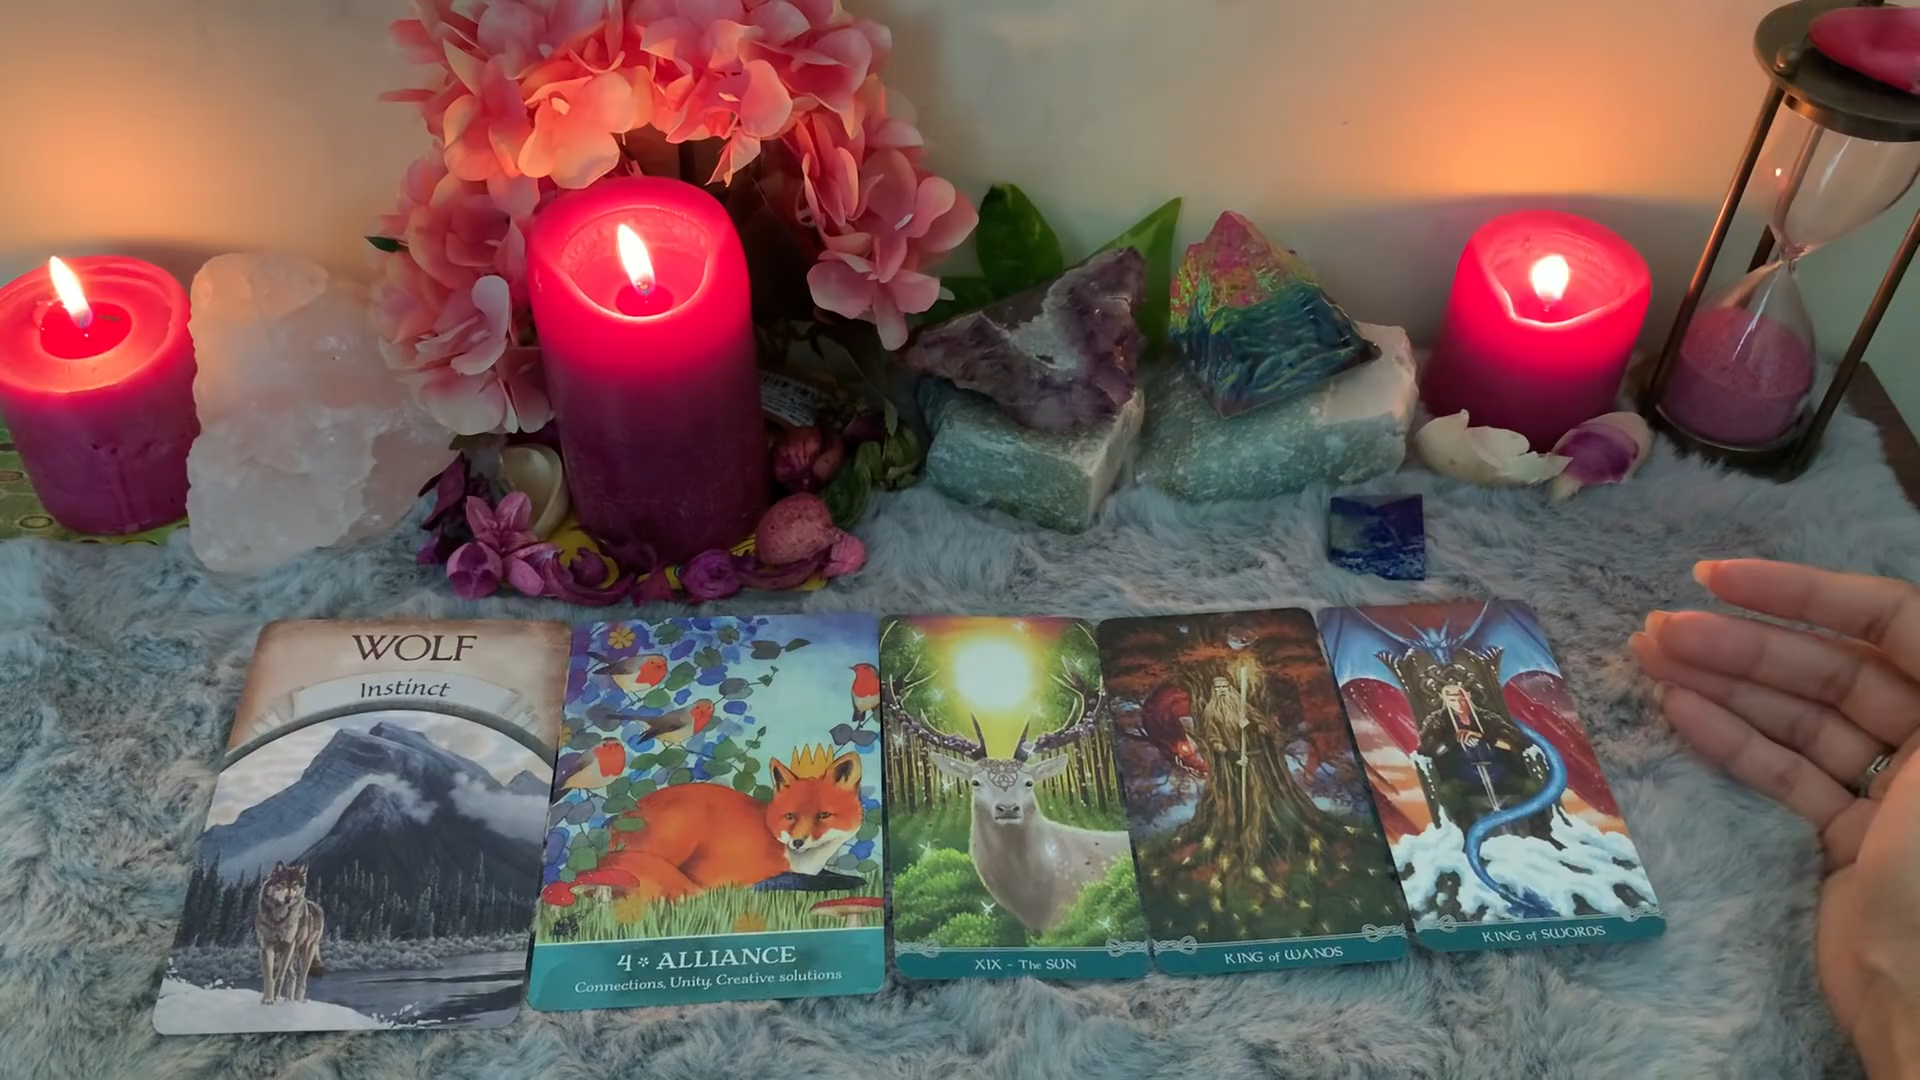 WOLF
Instinct
4 * ALLIANCE
Connections, Unity, Creative solutions
XIX - The SUN
KING of WANDS
KING of SWORDS